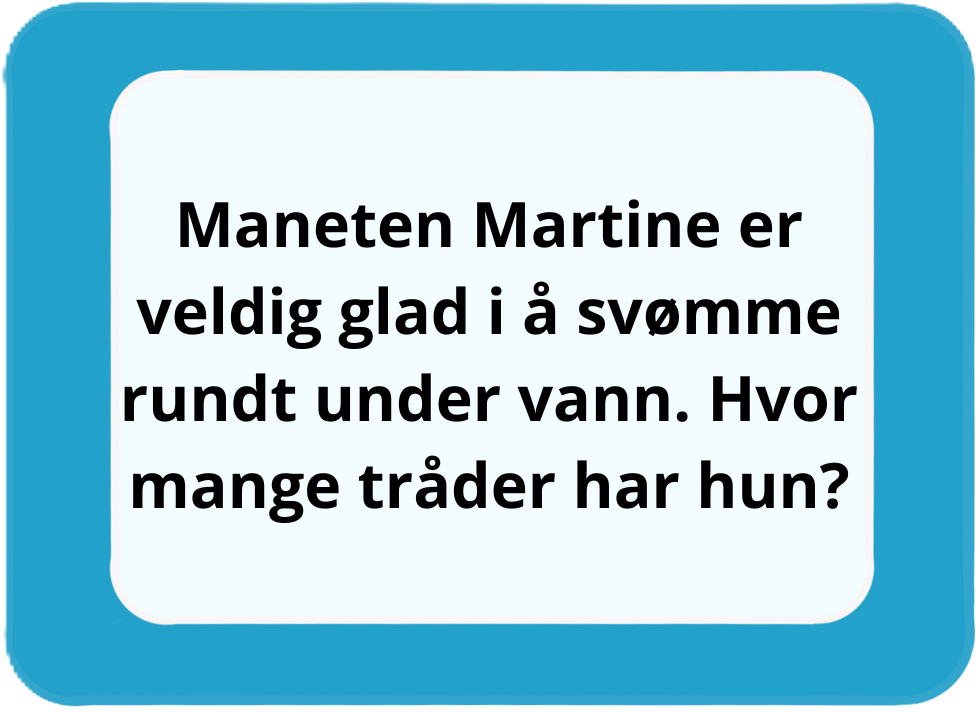 Maneten Martine er
veldig glad i å svømme
rundt under vann. Hvor
mange tråder har hun?